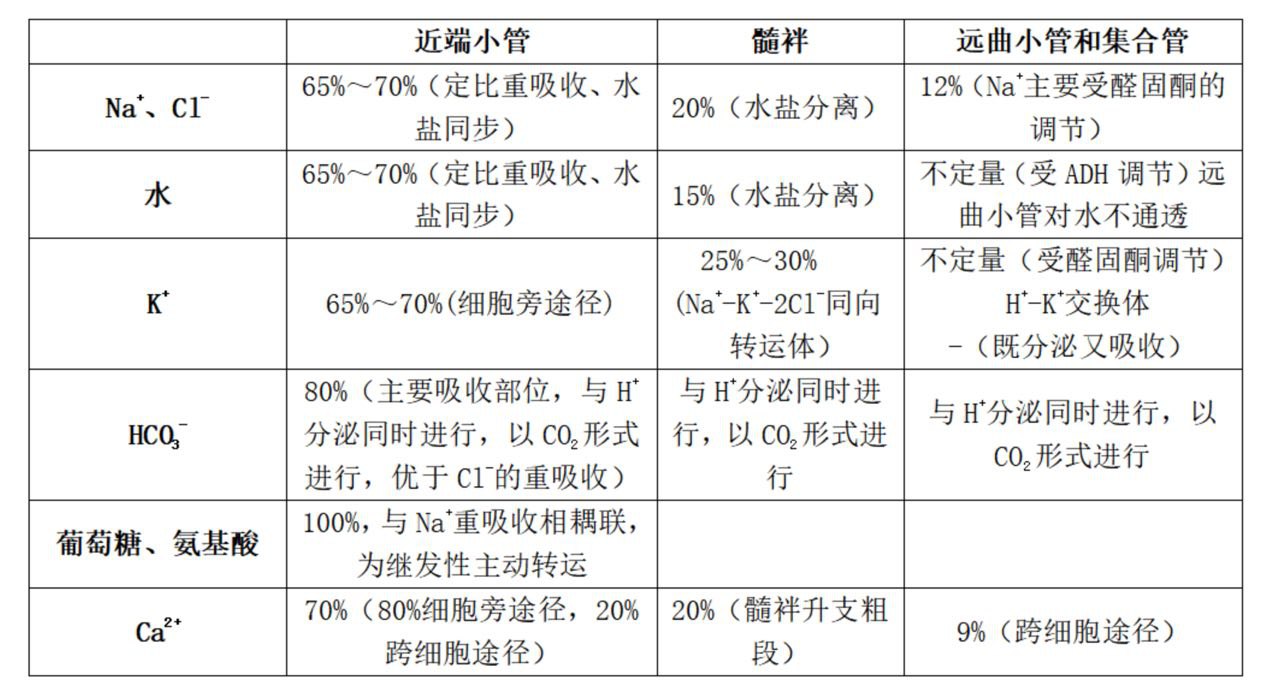 近端小管 髓袢 远曲小管和集合管
Na⁺、Cl⁻
65%～70%（定比重吸收、水
盐同步）
20%（水盐分离）
12%（Na⁺主要受醛固酮的
调节）
水
65%～70%（定比重吸收、水
盐同步）
15%（水盐分离）
不定量（受 ADH 调节）远
曲小管对水不通透
K⁺
65%～70%(细胞旁途径)
25%～30%
(Na⁺-K⁺-2Cl⁻同向
转运体）
不定量（受醛固酮调节）
H⁺-K⁺交换体
-（既分泌又吸收）
HCO₃⁻
80%（主要吸收部位，与 H⁺
分泌同时进行，以 CO₂ 形式
进行，优于 Cl⁻的重吸收）
与 H⁺分泌同时进
行，以 CO₂ 形式进
行
与 H⁺分泌同时进行，以
CO₂ 形式进行
葡萄糖、氨基酸
100%，与 Na⁺重吸收相耦联，
为继发性主动转运
Ca²⁺
70%（80%细胞旁途径，20%
跨细胞途径）
20%（髓袢升支粗
段）
9%（跨细胞途径）